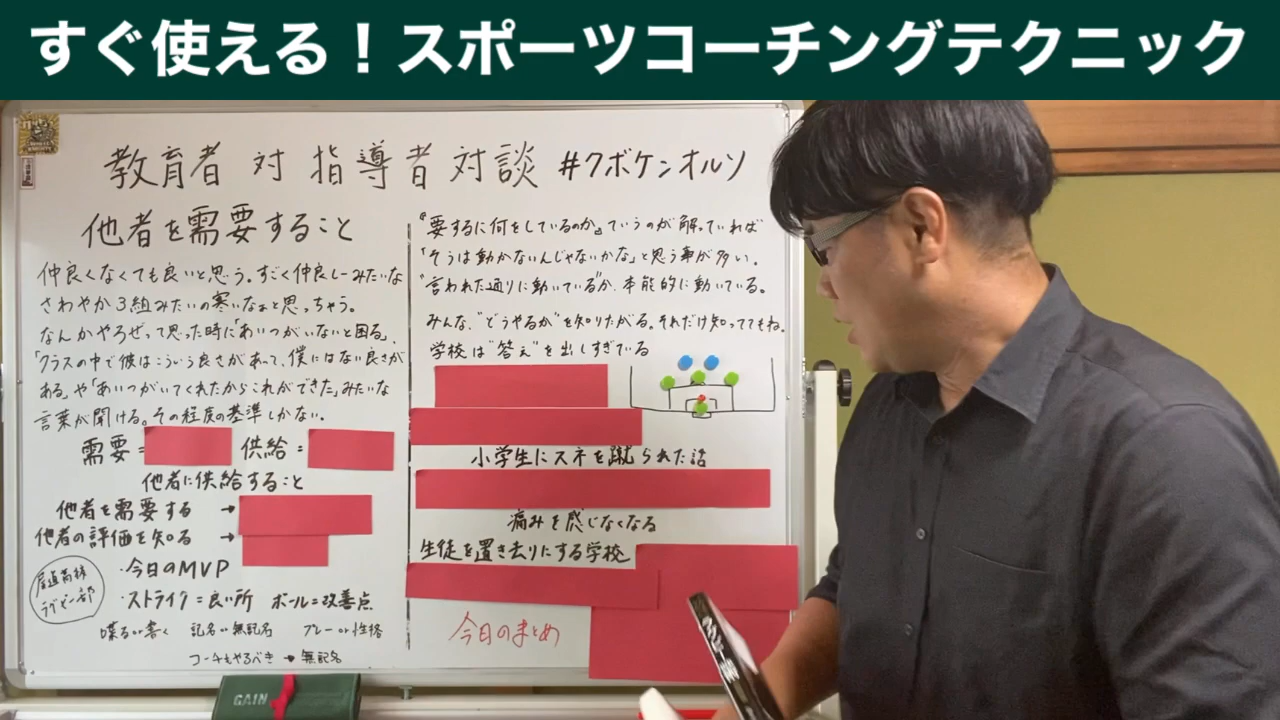 すぐ使える！スポーツコーチングテクニック
教育者 対 指導者 対談 #クボケンオルソ
他者を需要すること
仲良くなくても良いと思う。すごく仲良しーみたいな
さわやか3組みたいの寒いなぁと思っちゃう。
なんかやろぜって思った時に「あいつがいないと困る」、
「クラスの中で彼はこういう良さがあって、僕にはない良さが
ある」や「あいつがいてくれたからこれができた」みたいな
言葉が聞ける。その程度の基準しかない。
需要= 供給=
他者に供給すること
他者を需要する →
他者の評価を知る →
・今日のMVP
・ストライク=良い所 ボール=改善点
尾道高校
ラグビー部
喋るor書く 記名or無記名 プレーor性格
コーチもやるべき → 無記名
『要するに何をしているのか』ていうのが解っていれば
「そうは動かないんじゃないかな」と思う事が多い。
"言われた通りに動いている"か、本能的に動いている。
みんな、"どうやるか"を知りたがる。それだけ知っててもね。
学校は"答え"を出しすぎている
小学生にスネを蹴られた話
痛みを感じなくなる
生徒を置き去りにする学校
今日のまとめ
GAIN